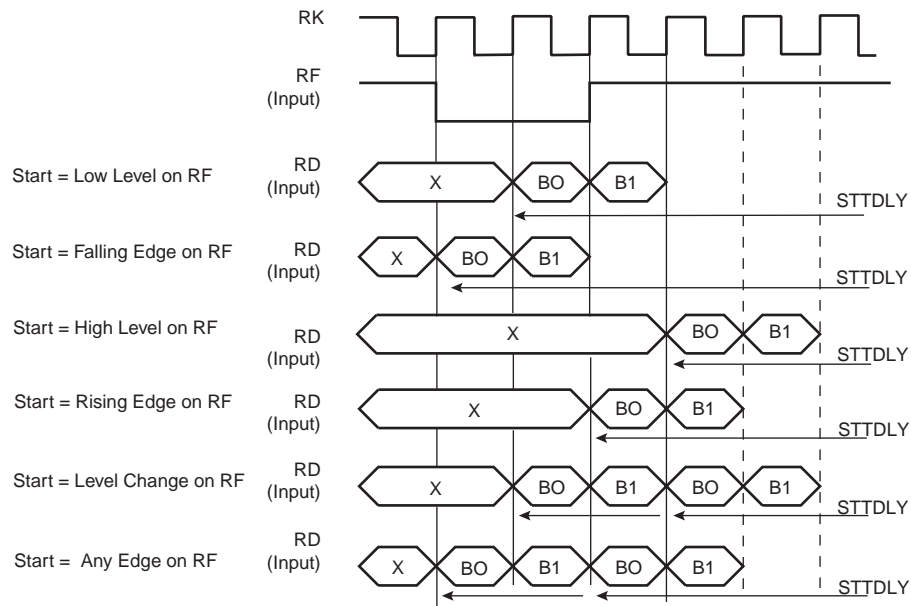 RK
RF
(Input)
Start = Low Level on RF
RD
(Input)
X
BO
B1
STTDLY
Start = Falling Edge on RF
RD
(Input)
X
BO
B1
STTDLY
Start = High Level on RF
RD
(Input)
X
BO
B1
STTDLY
Start = Rising Edge on RF
RD
(Input)
X
BO
B1
STTDLY
Start = Level Change on RF
RD
(Input)
X
BO
B1
BO
B1
STTDLY
Start = Any Edge on RF
RD
(Input)
X
BO
B1
BO
B1
STTDLY